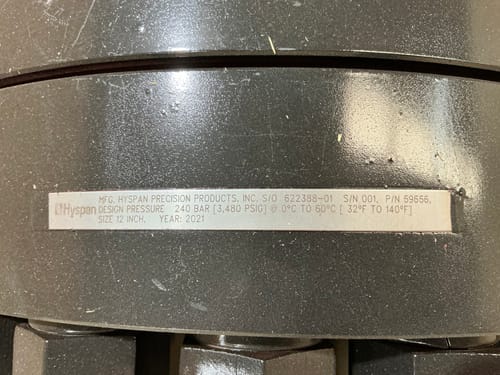 Hyspan
MFG. HYSPAN PRECISION PRODUCTS, INC. S/O 622388-01 S/N 001, P/N 59656,
DESIGN PRESSURE 240 BAR [3,480 PSIG] @ 0°C TO 60°C [ 32°F TO 140°F]
SIZE 12 INCH, YEAR: 2021